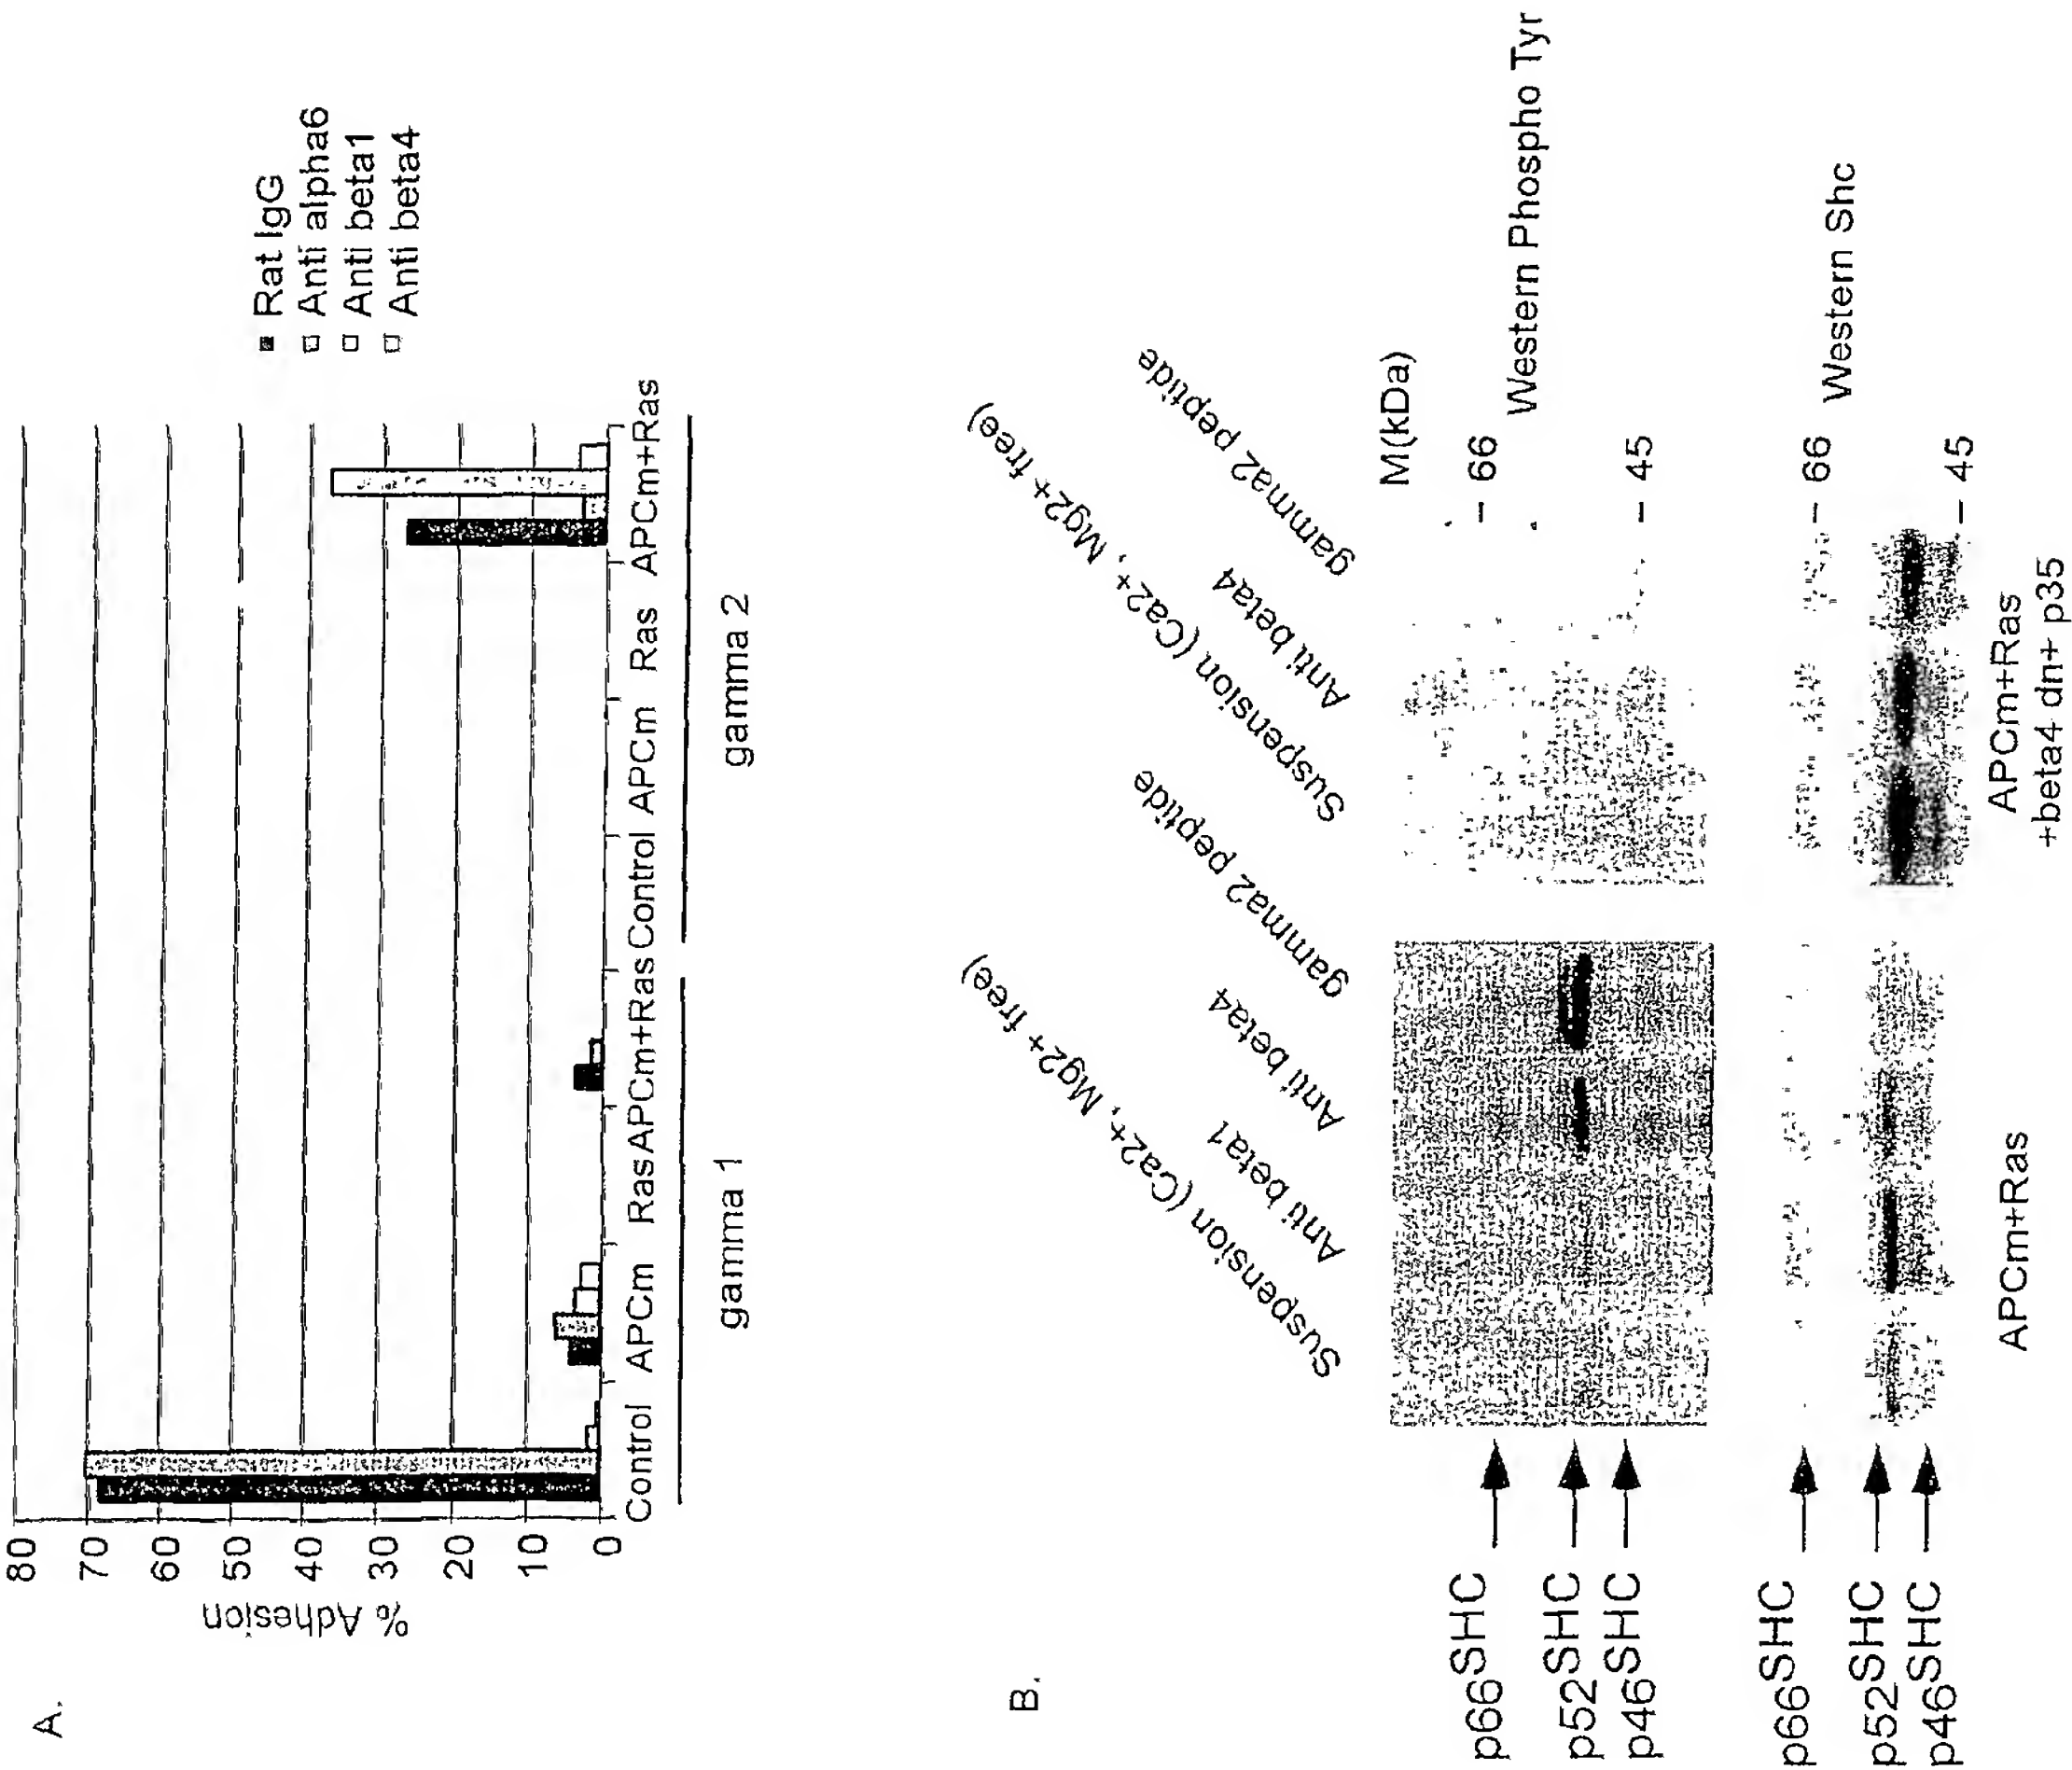 A.
% Adhesion
80
70
60
50
40
30
20
10
0
Control APCm Ras APCm+Ras Control APCm Ras APCm+Ras
gamma 1
gamma 2
Rat IgG
Anti alpha6
Anti beta1
Anti beta4
B.
Suspension (Ca2+, Mg2+ free)
Anti beta1
Anti beta4
gamma2 peptide
Suspension (Ca2+, Mg2+ free)
Anti beta4
gamma2 peptide
M(kDa)
p66SHC
p52SHC
p46SHC
– 66
– 45
Western Phospho Tyr
p66SHC
p52SHC
p46SHC
– 66
– 45
Western Shc
APCm+Ras
APCm+Ras
+beta4 dn+ p35